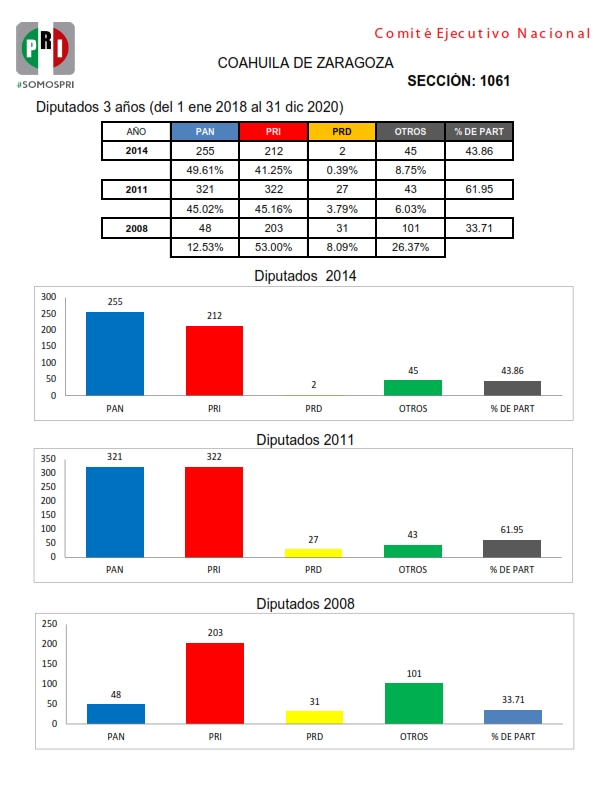 Comité Ejecutivo Nacional
PRI
#SOMOSPRI
COAHUILA DE ZARAGOZA
SECCIÓN: 1061
Diputados 3 años (del 1 ene 2018 al 31 dic 2020)
AÑO PAN PRI PRD OTROS % DE PART
2014 255 212 2 45 43.86
49.61% 41.25% 0.39% 8.75%
2011 321 322 27 43 61.95
45.02% 45.16% 3.79% 6.03%
2008 48 203 31 101 33.71
12.53% 53.00% 8.09% 26.37%
Diputados 2014
300
250
200
150
100
50
0
255 212 2 45 43.86
PAN PRI PRD OTROS % DE PART
Diputados 2011
350
300
250
200
150
100
50
0
321 322 27 43 61.95
PAN PRI PRD OTROS % DE PART
Diputados 2008
250
200
150
100
50
0
48 203 31 101 33.71
PAN PRI PRD OTROS % DE PART